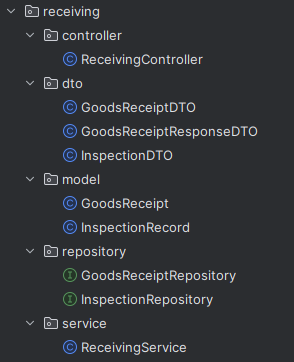 receiving
controller
ReceivingController
dto
GoodsReceiptDTO
GoodsReceiptResponseDTO
InspectionDTO
model
GoodsReceipt
InspectionRecord
repository
GoodsReceiptRepository
InspectionRepository
service
ReceivingService